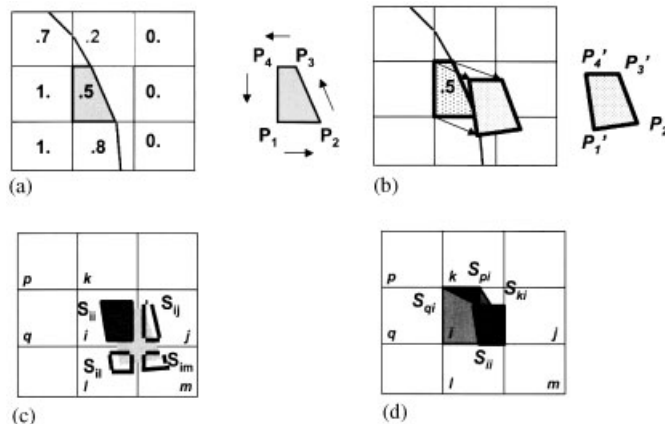 .7 .2 0.
1. .5 0.
1. .8 0.
P4 P3
P1 P2
(a)
.5
P4' P3'
P1' P2
(b)
p k
Sii Sij
q i j
Sil Sim
l m
(c)
p k Spi
Sqi Ski
q i j
Sii
l m
(d)